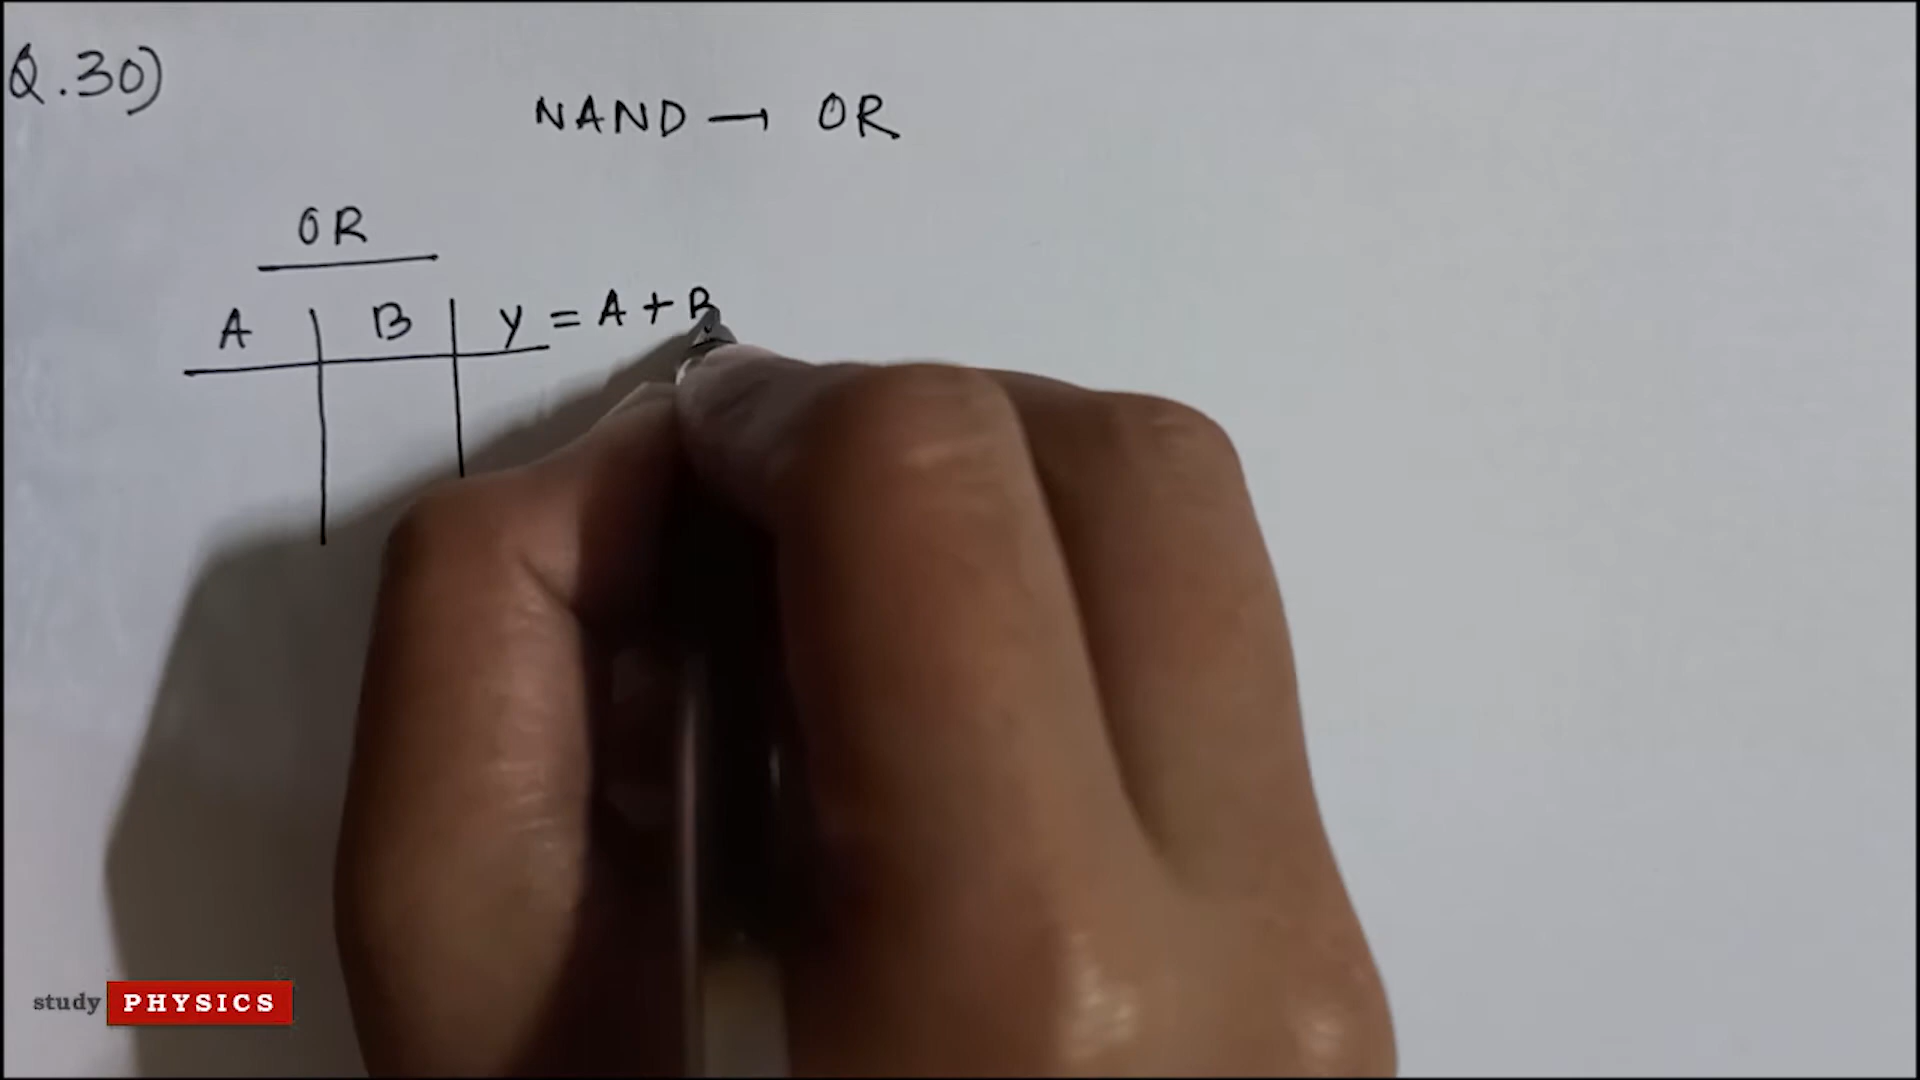 Q.30)
NAND → OR
OR
A B Y = A + B
study PHYSICS